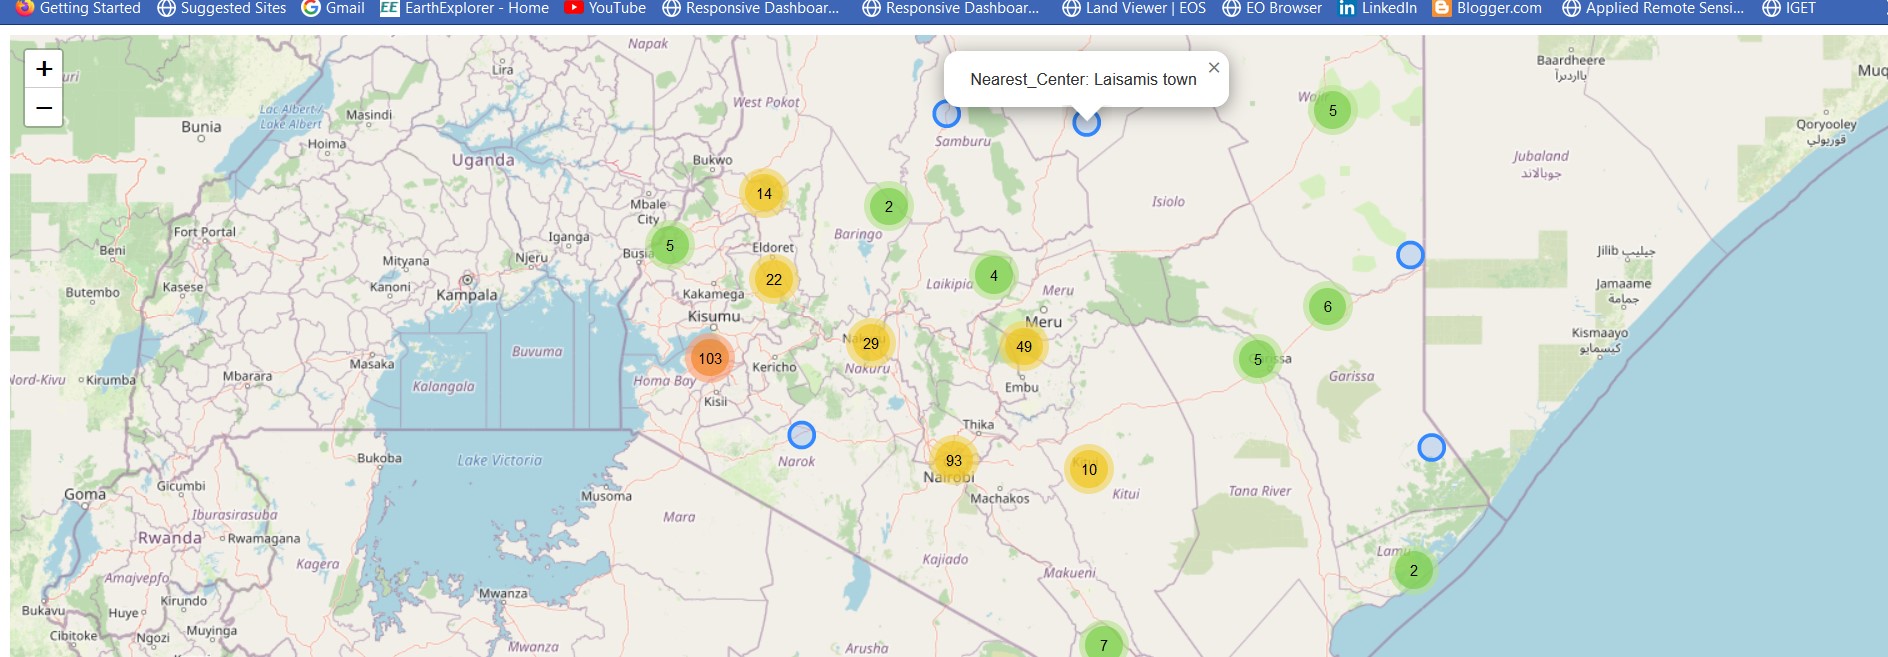 Getting Started
Suggested Sites
Gmail
EarthExplorer - Home
YouTube
Responsive Dashboar...
Responsive Dashboar...
Land Viewer | EOS
EO Browser
LinkedIn
Blogger.com
Applied Remote Sensi...
IGET
+
−
Nearest_Center: Laisamis town
×
Napak
Lira
Baardheere
بااردىرآ
Muq
uri
Lac Albert /
Lake Albert
West Pokot
Masindi
5
Bunia
Hoima
Samburu
Qoryooley
قوريولي
Uganda
Bukwo
Jubaland
جوبالاند
14
2
Isiolo
Mbale
City
Fort Portal
Iganga
Baringo
Beni
5
Busia
Eldoret
Njeru
Mityana
Jilib جيليب
22
4
Laikipia
Meru
Kasese
Kanoni
Kampala
Kakamega
Jamaame
جمامة
Butembo
6
Kisumu
Meru
Kismaayo
كيسمايو
29
49
103
5
Buvuma
Masaka
Kericho
Nakuru
Nord-Kivu
Kirumba
Mbarara
Kalangala
Homa Bay
Embu
Garissa
Kisii
Thika
Bukoba
Lake Victoria
Narok
93
Nairobi
10
Goma
Gicumbi
Musoma
Machakos
Kitui
Tana River
Iburasirasuba
Mara
Rwanda
Rwamagana
Kagera
Kajiado
Makueni
Lamu
2
Amajyepfo
Bukavu
Huye
Kirundo
Mwanza
Cibitoke
Ngozi
Muyinga
Mwanza
Arusha
7